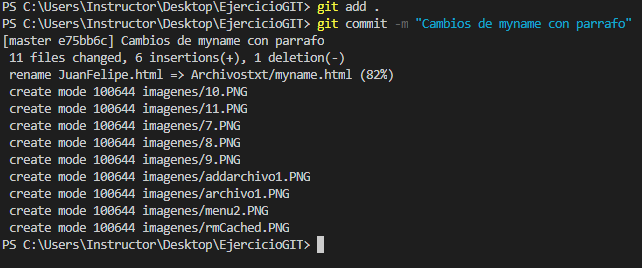 PS C:\Users\Instructor\Desktop\EjercicioGIT> git add .
PS C:\Users\Instructor\Desktop\EjercicioGIT> git commit -m "Cambios de myname con parrafo"
[master e75bb6c] Cambios de myname con parrafo
 11 files changed, 6 insertions(+), 1 deletion(-)
 rename JuanFelipe.html => Archivostxt/myname.html (82%)
 create mode 100644 imagenes/10.PNG
 create mode 100644 imagenes/11.PNG
 create mode 100644 imagenes/7.PNG
 create mode 100644 imagenes/8.PNG
 create mode 100644 imagenes/9.PNG
 create mode 100644 imagenes/addarchivo1.PNG
 create mode 100644 imagenes/archivo1.PNG
 create mode 100644 imagenes/menu2.PNG
 create mode 100644 imagenes/rmCached.PNG
PS C:\Users\Instructor\Desktop\EjercicioGIT>